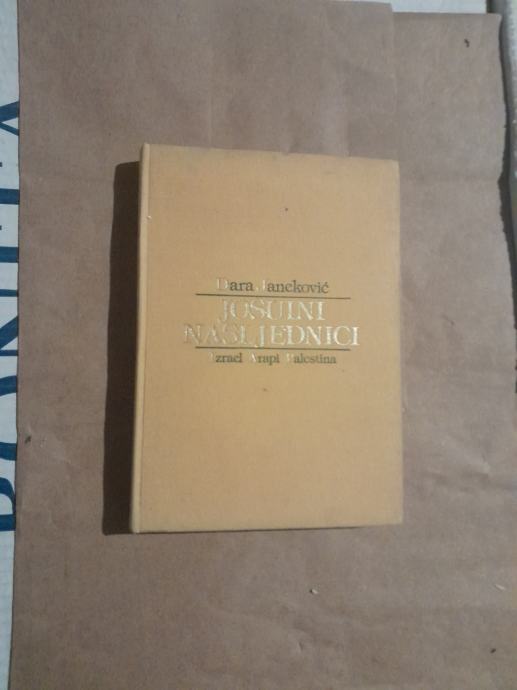 Dara Janeković
JOŠUINI
NASLJEDNICI
Izrael Arapi Palestina